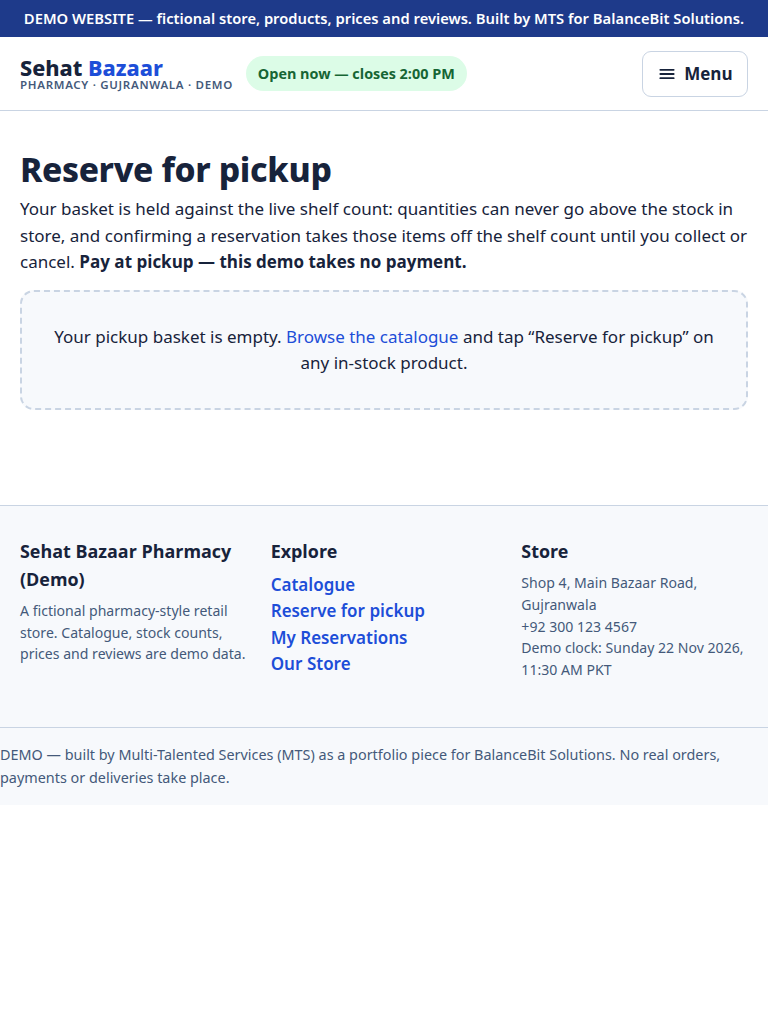 DEMO WEBSITE — fictional store, products, prices and reviews. Built by MTS for BalanceBit Solutions.
Sehat Bazaar
PHARMACY · GUJRANWALA · DEMO
Open now — closes 2:00 PM
Menu
Reserve for pickup
Your basket is held against the live shelf count: quantities can never go above the stock in
store, and confirming a reservation takes those items off the shelf count until you collect or
cancel. Pay at pickup — this demo takes no payment.
Your pickup basket is empty. Browse the catalogue and tap “Reserve for pickup” on
any in-stock product.
Sehat Bazaar Pharmacy
(Demo)
A fictional pharmacy-style retail
store. Catalogue, stock counts,
prices and reviews are demo data.
Explore
Catalogue
Reserve for pickup
My Reservations
Our Store
Store
Shop 4, Main Bazaar Road,
Gujranwala
+92 300 123 4567
Demo clock: Sunday 22 Nov 2026,
11:30 AM PKT
DEMO — built by Multi-Talented Services (MTS) as a portfolio piece for BalanceBit Solutions. No real orders,
payments or deliveries take place.